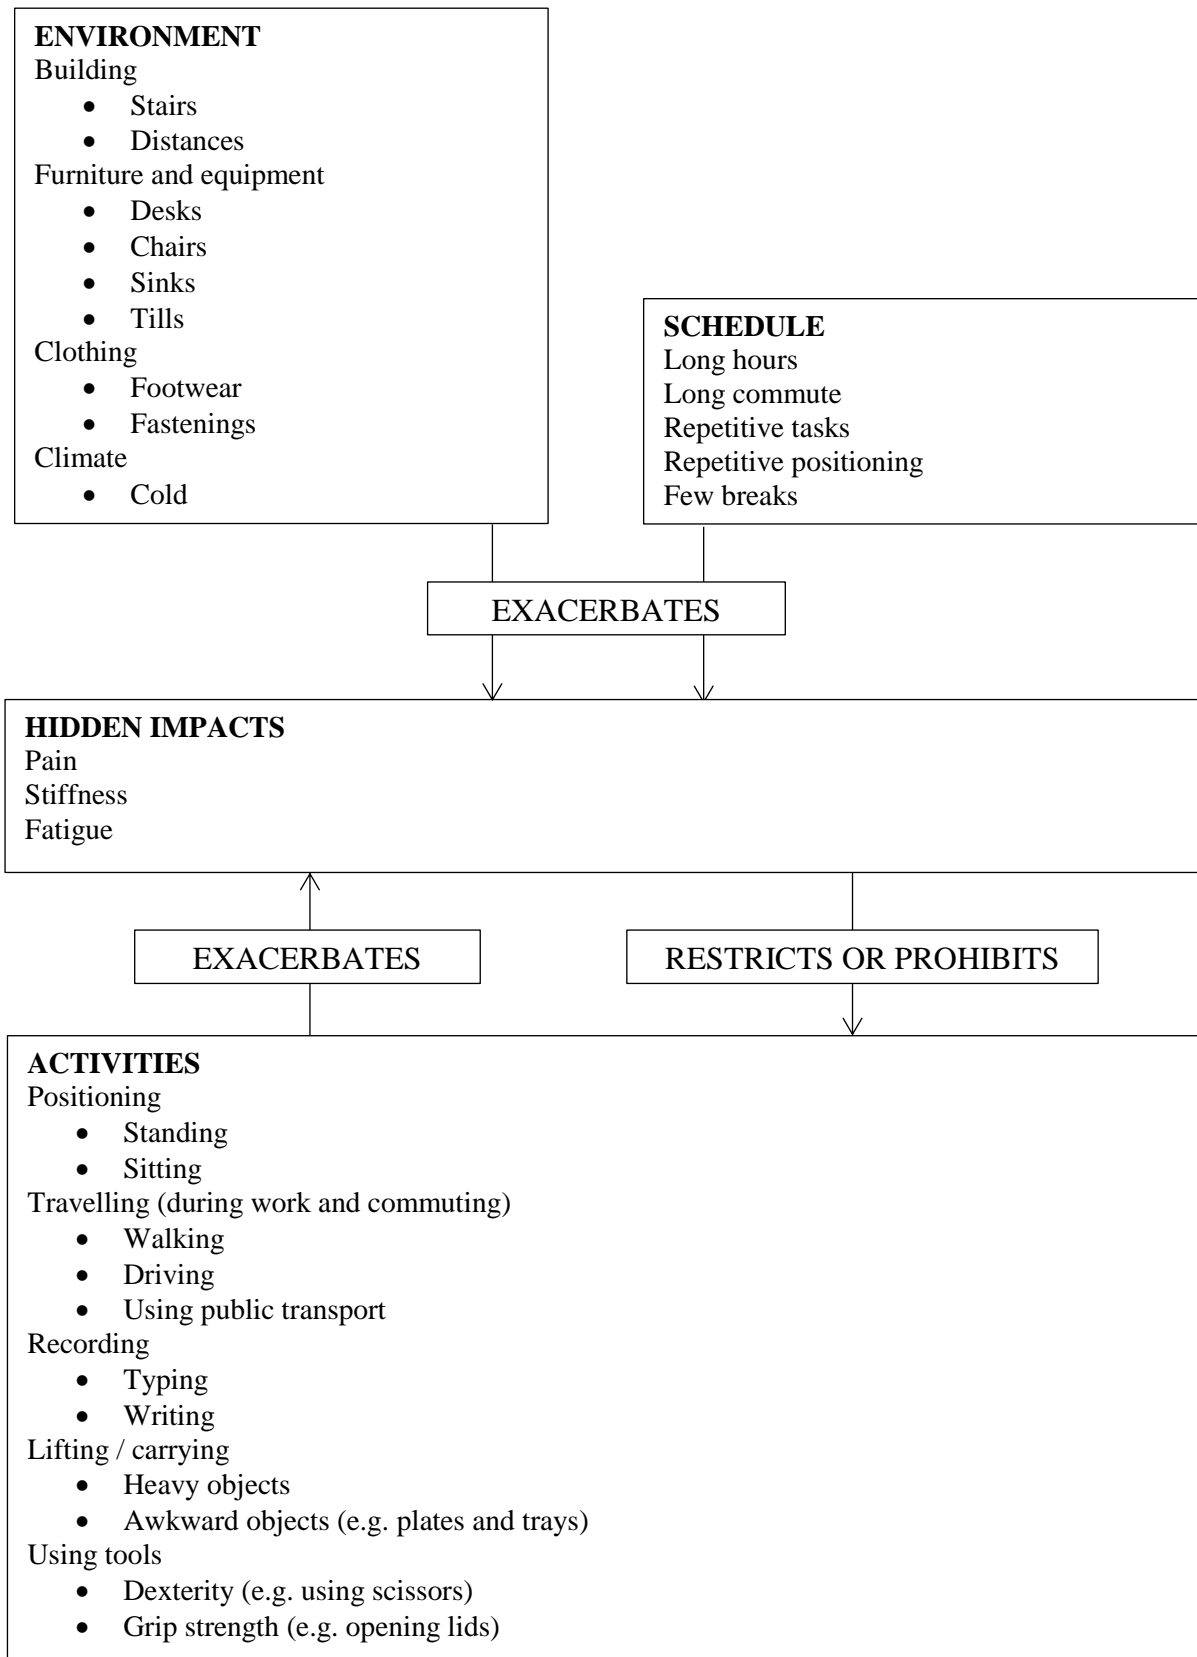 ENVIRONMENT
Building
• Stairs
• Distances
Furniture and equipment
• Desks
• Chairs
• Sinks
• Tills
Clothing
• Footwear
• Fastenings
Climate
• Cold
SCHEDULE
Long hours
Long commute
Repetitive tasks
Repetitive positioning
Few breaks
EXACERBATES
HIDDEN IMPACTS
Pain
Stiffness
Fatigue
EXACERBATES
RESTRICTS OR PROHIBITS
ACTIVITIES
Positioning
• Standing
• Sitting
Travelling (during work and commuting)
• Walking
• Driving
• Using public transport
Recording
• Typing
• Writing
Lifting / carrying
• Heavy objects
• Awkward objects (e.g. plates and trays)
Using tools
• Dexterity (e.g. using scissors)
• Grip strength (e.g. opening lids)